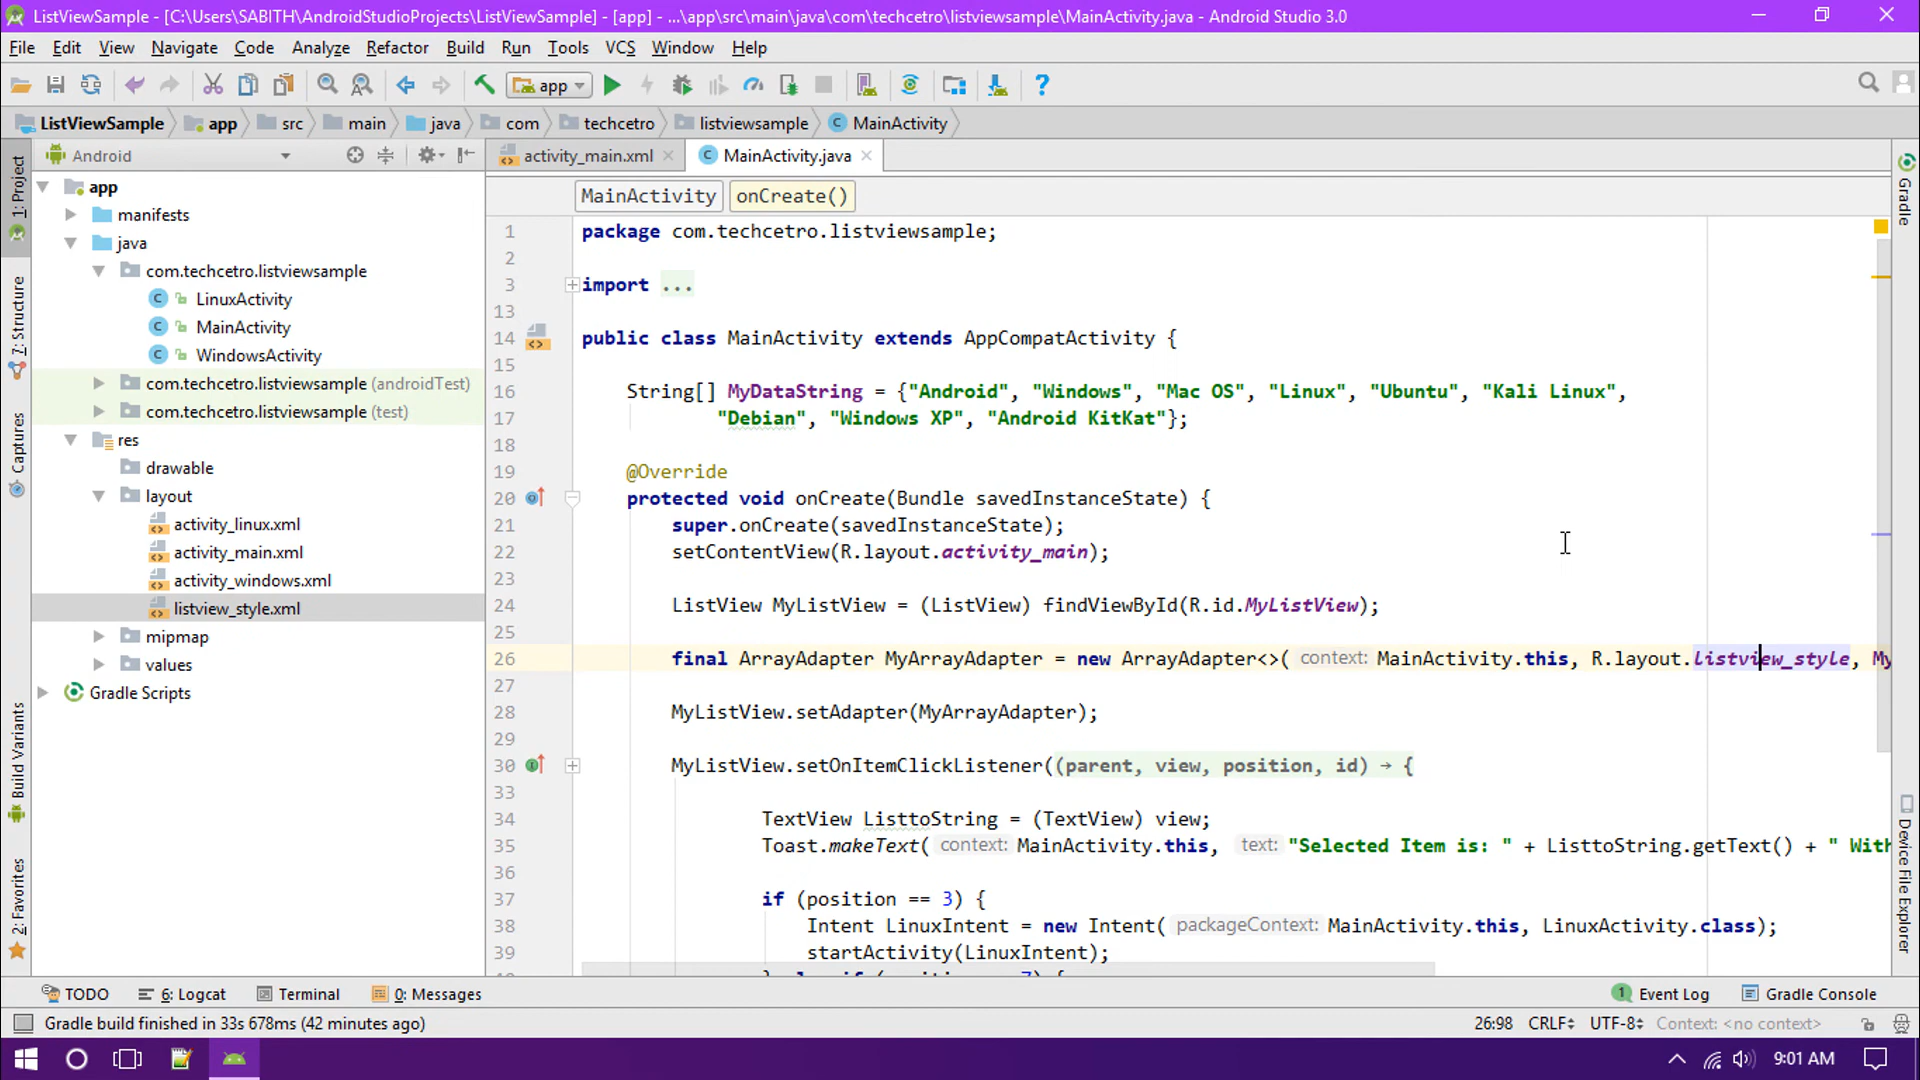 ListViewSample - [C:\Users\SABITH\AndroidStudioProjects\ListViewSample] - [app] - ...\app\src\main\java\com\techcetro\listviewsample\MainActivity.java - Android Studio 3.0
File Edit View Navigate Code Analyze Refactor Build Run Tools VCS Window Help
app
ListViewSample app src main java com techcetro listviewsample MainActivity
Android
activity_main.xml MainActivity.java
MainActivity onCreate()
1: Project
7: Structure
Captures
Build Variants
2: Favorites
app
manifests
java
com.techcetro.listviewsample
LinuxActivity
MainActivity
WindowsActivity
com.techcetro.listviewsample (androidTest)
com.techcetro.listviewsample (test)
res
drawable
layout
activity_linux.xml
activity_main.xml
activity_windows.xml
listview_style.xml
mipmap
values
Gradle Scripts
1 package com.techcetro.listviewsample;
2
3 import ...
13
14 public class MainActivity extends AppCompatActivity {
15
16 String[] MyDataString = {"Android", "Windows", "Mac OS", "Linux", "Ubuntu", "Kali Linux",
17 "Debian", "Windows XP", "Android KitKat"};
18
19 @Override
20 protected void onCreate(Bundle savedInstanceState) {
21 super.onCreate(savedInstanceState);
22 setContentView(R.layout.activity_main);
23
24 ListView MyListView = (ListView) findViewById(R.id.MyListView);
25
26 final ArrayAdapter MyArrayAdapter = new ArrayAdapter<>( context: MainActivity.this, R.layout.listview_style, My
27
28 MyListView.setAdapter(MyArrayAdapter);
29
30 MyListView.setOnItemClickListener((parent, view, position, id) → {
33
34 TextView ListtoString = (TextView) view;
35 Toast.makeText( context: MainActivity.this, text: "Selected Item is: " + ListtoString.getText() + " With
36
37 if (position == 3) {
38 Intent LinuxIntent = new Intent( packageContext: MainActivity.this, LinuxActivity.class);
39 startActivity(LinuxIntent);
Gradle
Device File Explorer
TODO 6: Logcat Terminal 0: Messages 1 Event Log Gradle Console
Gradle build finished in 33s 678ms (42 minutes ago) 26:98 CRLF UTF-8 Context: <no context>
9:01 AM